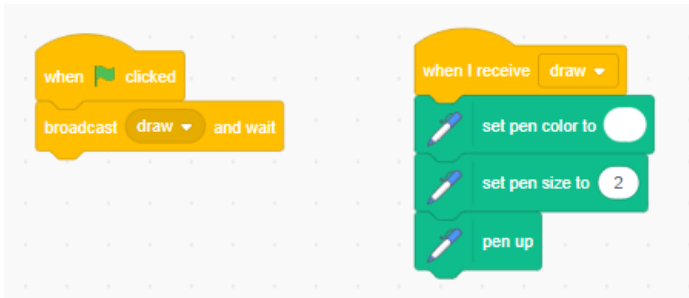 when clicked
broadcast draw and wait
when I receive draw
set pen color to
set pen size to 2
pen up